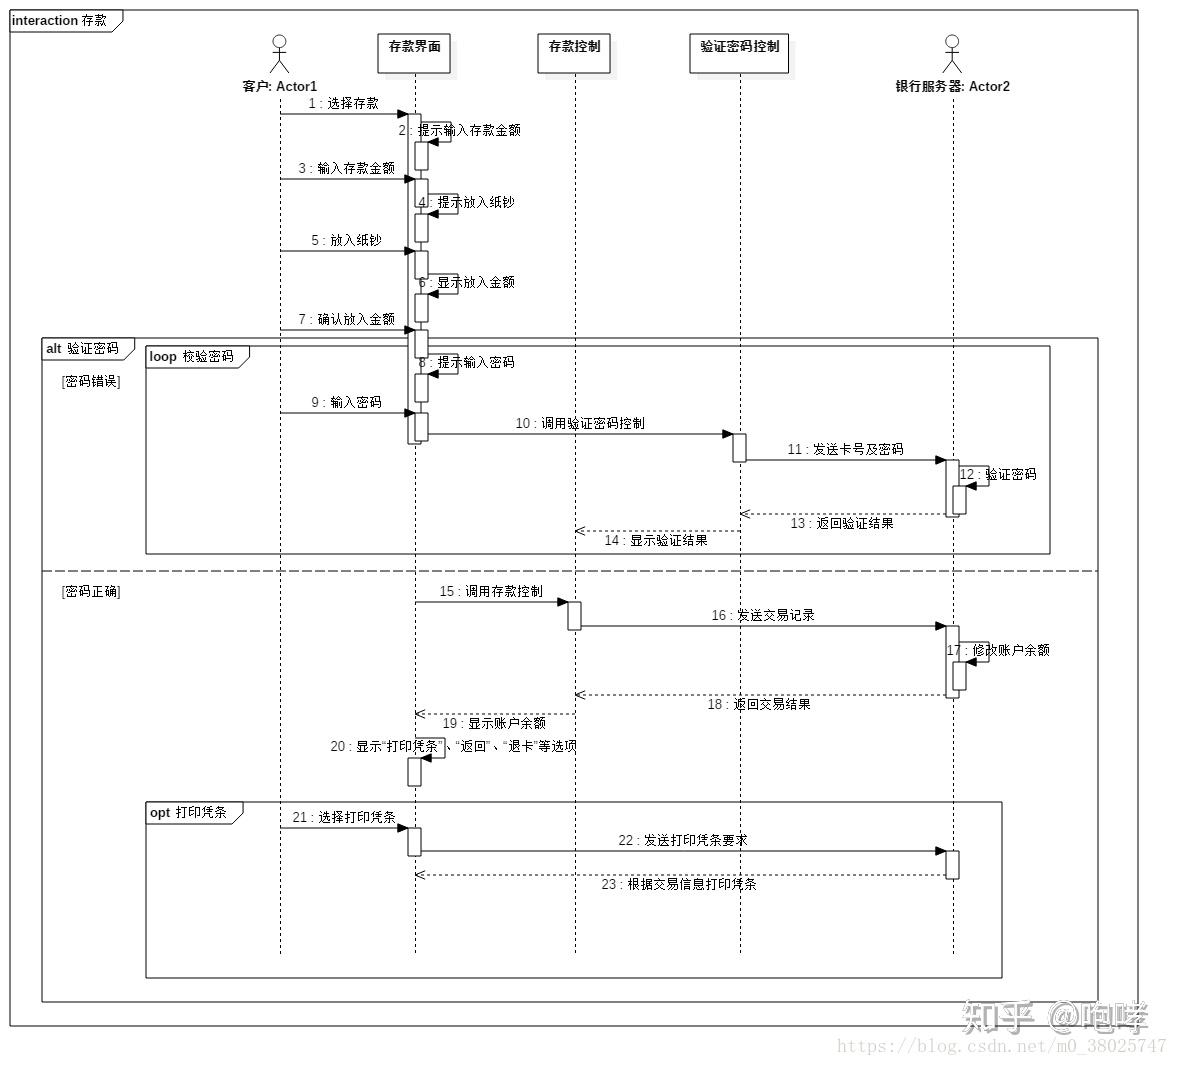 interaction 存款
存款界面
存款控制
验证密码控制
客户: Actor1
银行服务器: Actor2
1 : 选择存款
2 : 提示输入存款金额
3 : 输入存款金额
4 : 提示放入纸钞
5 : 放入纸钞
6 : 显示放入金额
7 : 确认放入金额
alt 验证密码
loop 校验密码
8 : 提示输入密码
[密码错误]
9 : 输入密码
10 : 调用验证密码控制
11 : 发送卡号及密码
12 : 验证密码
13 : 返回验证结果
14 : 显示验证结果
[密码正确]
15 : 调用存款控制
16 : 发送交易记录
17 : 修改账户余额
18 : 返回交易结果
19 : 显示账户余额
20 : 显示“打印凭条”、“返回”、“退卡”等选项
opt 打印凭条
21 : 选择打印凭条
22 : 发送打印凭条要求
23 : 根据交易信息打印凭条
知乎 @咆哮
https://blog.csdn.net/m0_38025747